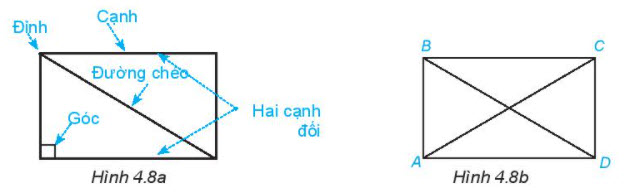 Đỉnh
Cạnh
Đường chéo
Góc
Hai cạnh
đối
Hình 4.8a
B
C
A
D
Hình 4.8b